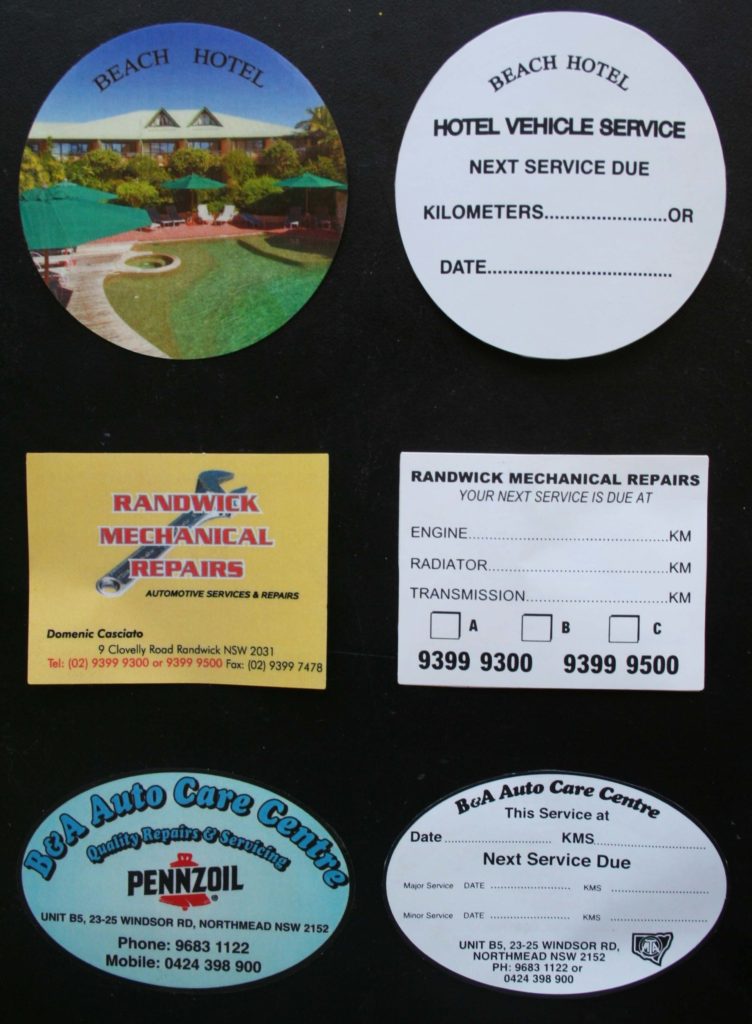 BEACH HOTEL
BEACH HOTEL
HOTEL VEHICLE SERVICE
NEXT SERVICE DUE
KILOMETERS.......................OR
DATE...................................
RANDWICK
MECHANICAL
REPAIRS
AUTOMOTIVE SERVICES & REPAIRS
Domenic Casciato
9 Clovelly Road Randwick NSW 2031
Tel: (02) 9399 9300 or 9399 9500 Fax: (02) 9399 7478
RANDWICK MECHANICAL REPAIRS
YOUR NEXT SERVICE IS DUE AT
ENGINE..................................................KM
RADIATOR.............................................KM
TRANSMISSION....................................KM
A B C
9399 9300 9399 9500
B&A Auto Care Centre
Quality Repairs & Servicing
PENNZOIL
UNIT B5, 23-25 WINDSOR RD, NORTHMEAD NSW 2152
Phone: 9683 1122
Mobile: 0424 398 900
B&A Auto Care Centre
This Service at
Date.............................. KMS..............................
Next Service Due
Major Service DATE .............................. KMS ..............................
Minor Service DATE .............................. KMS ..............................
UNIT B5, 23-25 WINDSOR RD,
NORTHMEAD NSW 2152
PH: 9683 1122 or
0424 398 900